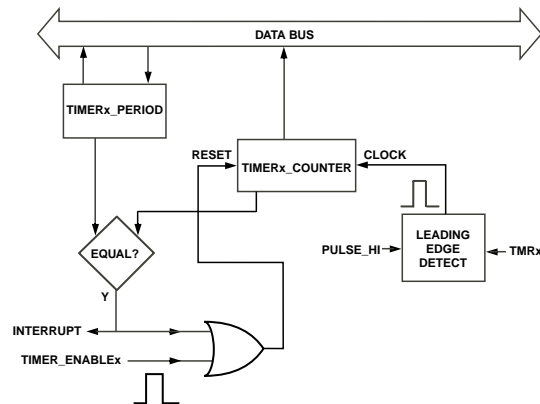 DATA BUS
TIMERx_PERIOD
RESET
TIMERx_COUNTER
CLOCK
EQUAL?
PULSE_HI
LEADING
EDGE
DETECT
TMRx
Y
INTERRUPT
TIMER_ENABLEx